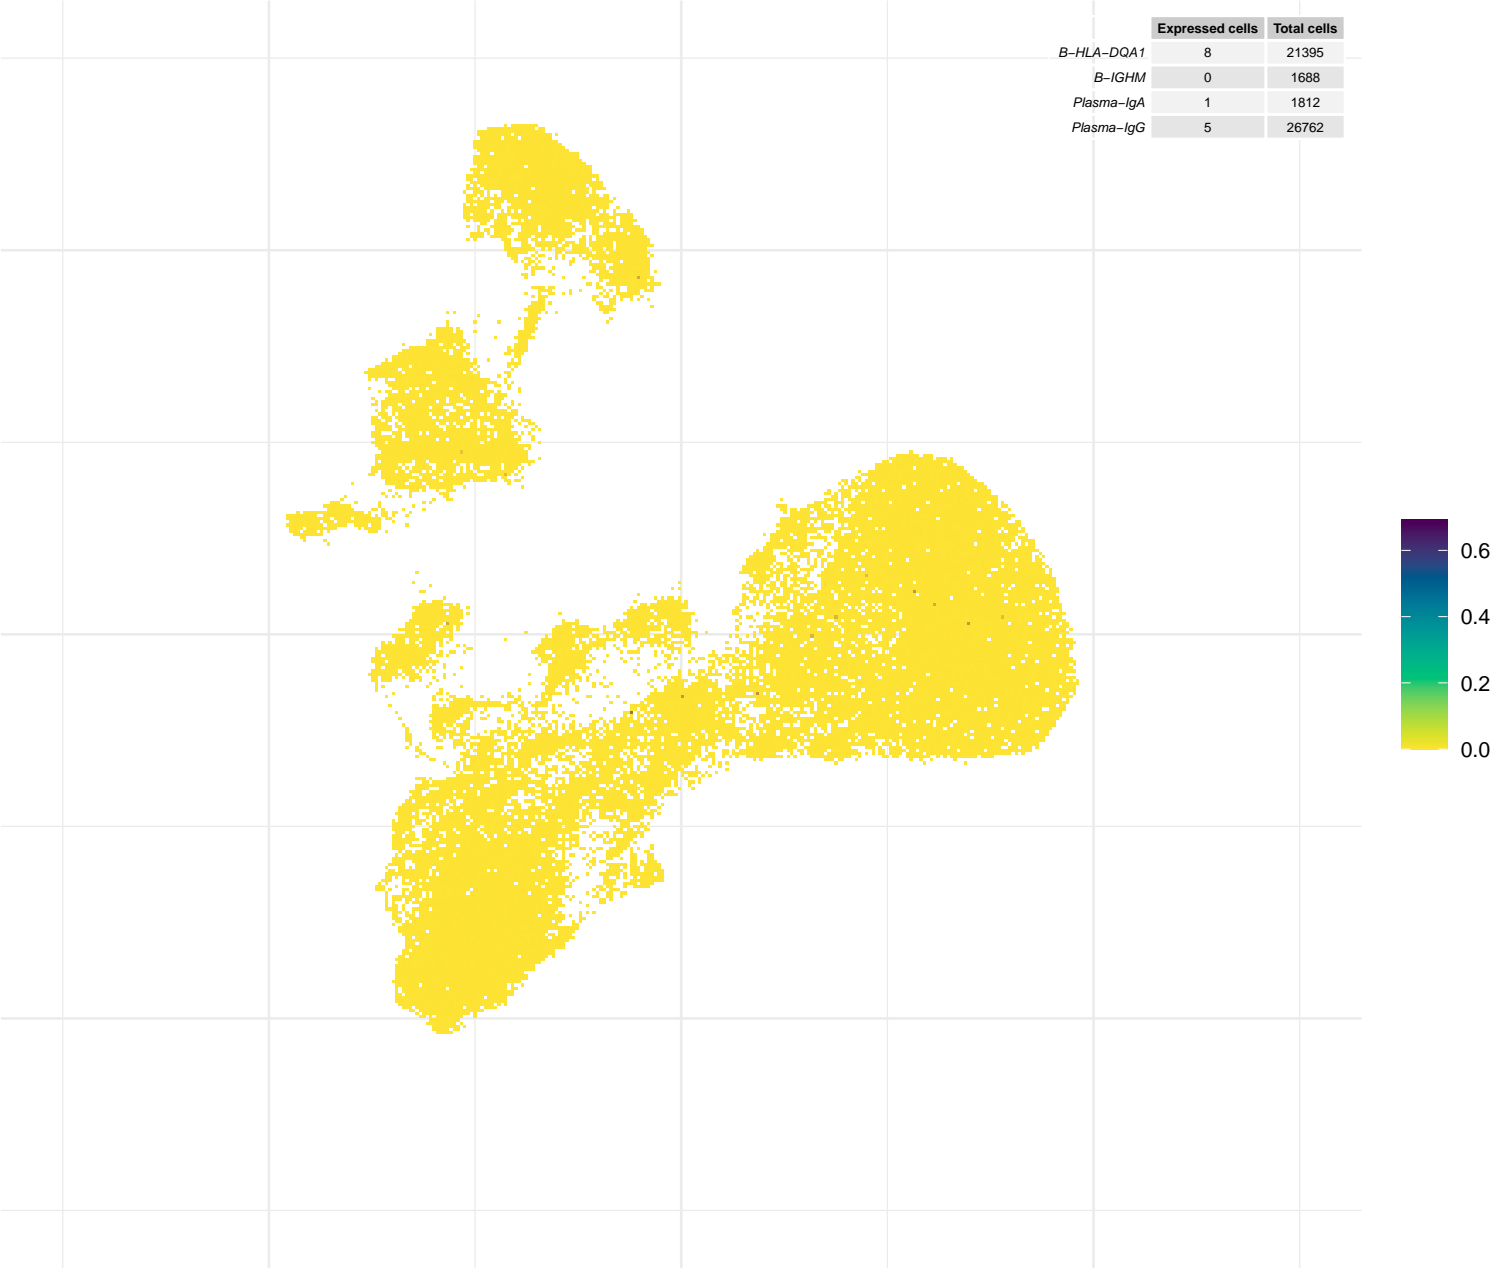 Expressed cells Total cells
B−HLA−DQA1 8 21395
B−IGHM 0 1688
Plasma−IgA 1 1812
Plasma−IgG 5 26762
0.6
0.4
0.2
0.0